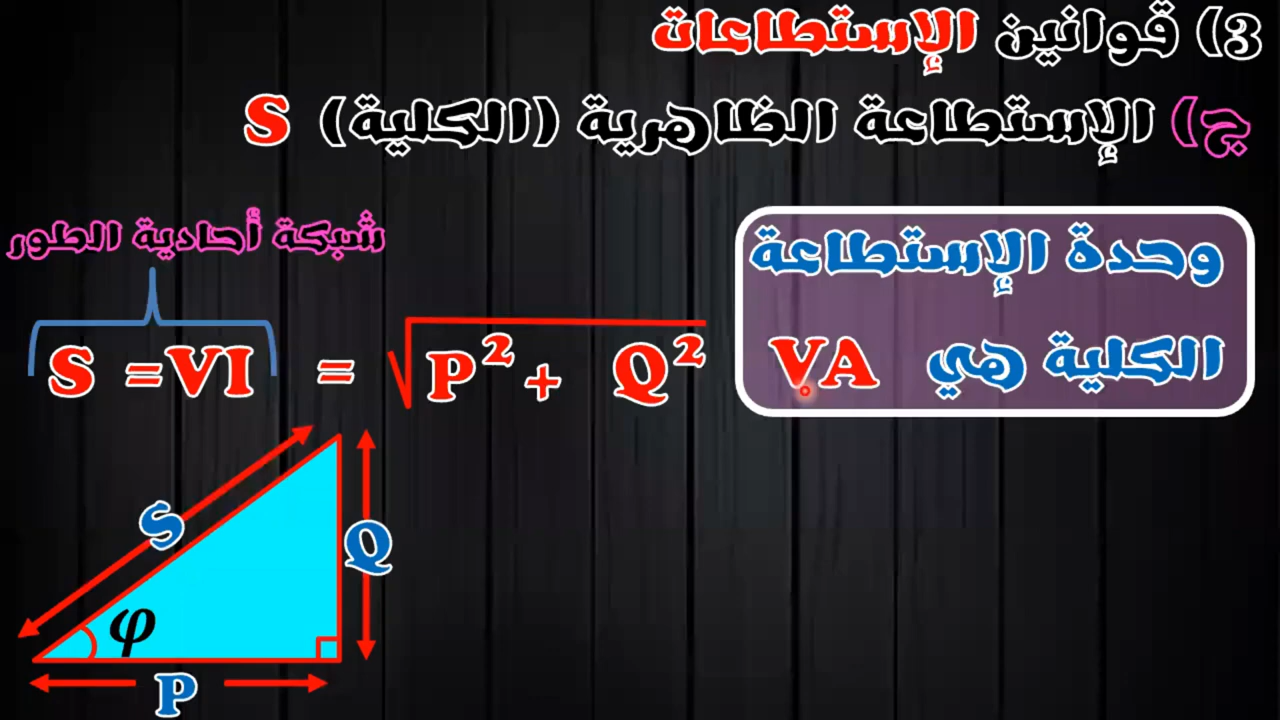 3) قوانين الإستطاعات
ج) الإستطاعة الظاهرية (الكلية) S
شبكة أحادية الطور
S =VI = √P² + Q²
وحدة الإستطاعة
الكلية هي VA
S
Q
φ
P